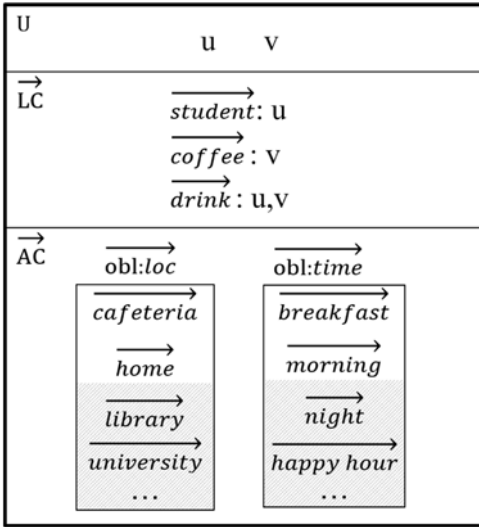 U
u v
LC
student: u
coffee: v
drink: u,v
AC
obl:loc obl:time
cafeteria breakfast
home morning
library night
university happy hour
... ...